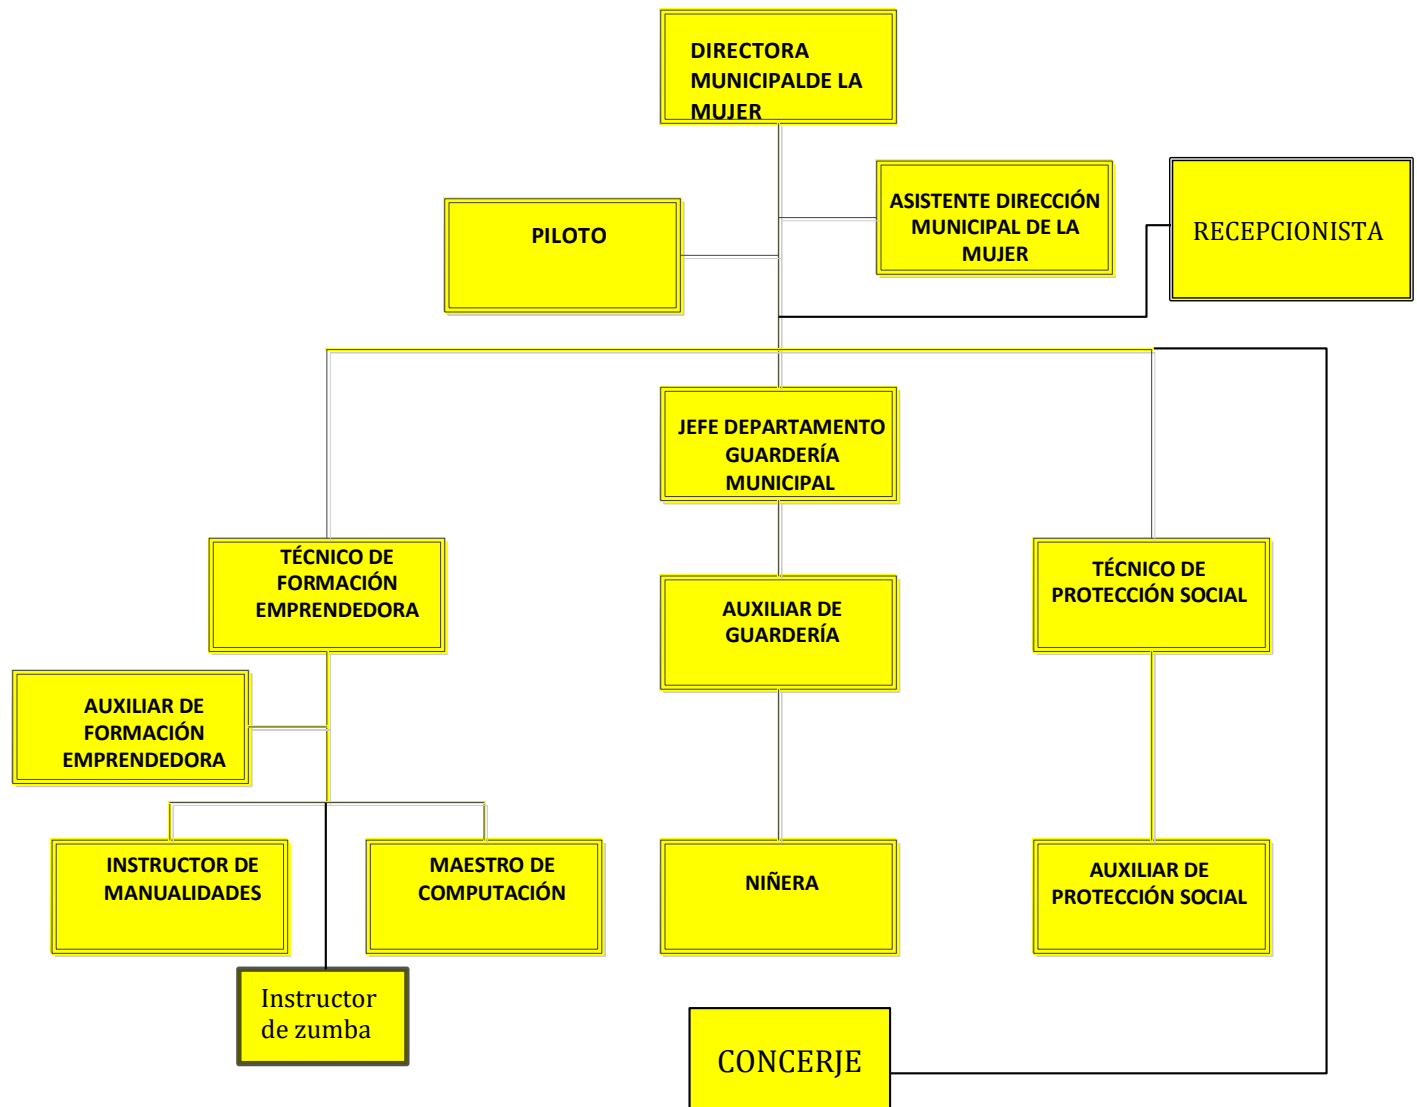 DIRECTORA
MUNICIPALDE LA
MUJER
ASISTENTE DIRECCIÓN
MUNICIPAL DE LA
MUJER
RECEPCIONISTA
PILOTO
JEFE DEPARTAMENTO
GUARDERÍA
MUNICIPAL
TÉCNICO DE
FORMACIÓN
EMPRENDEDORA
AUXILIAR DE
GUARDERÍA
TÉCNICO DE
PROTECCIÓN SOCIAL
AUXILIAR DE
FORMACIÓN
EMPRENDEDORA
INSTRUCTOR DE
MANUALIDADES
MAESTRO DE
COMPUTACIÓN
NIÑERA
AUXILIAR DE
PROTECCIÓN SOCIAL
Instructor
de zumba
CONCERJE